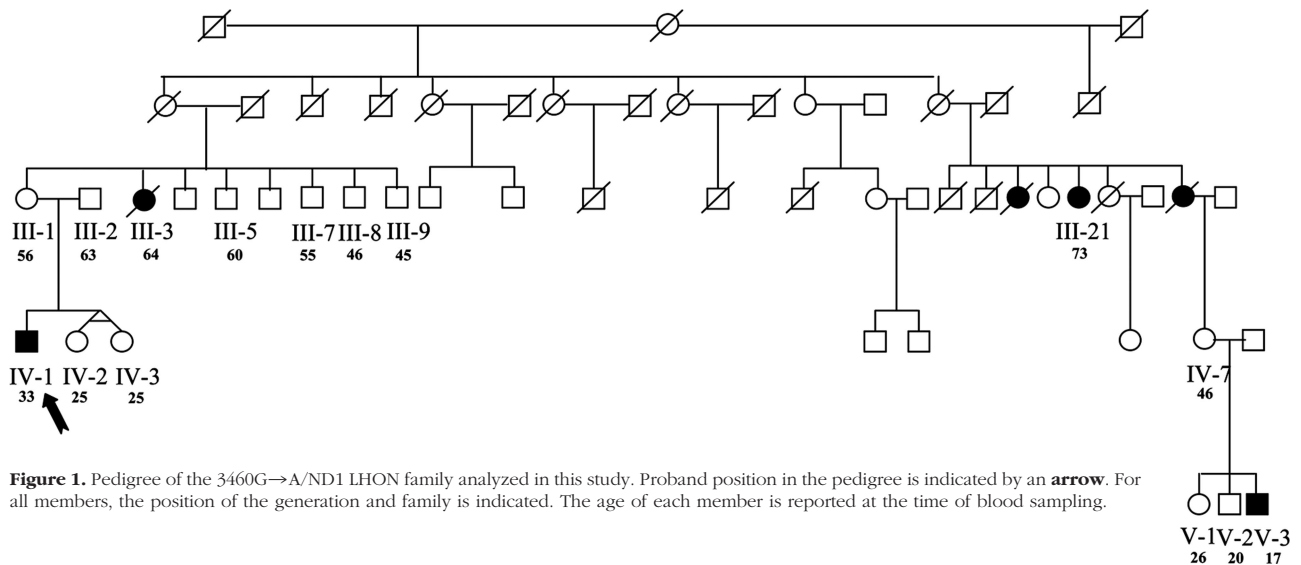 III-1 III-2 III-3 III-5 III-7 III-8 III-9 III-21
56 63 64 60 55 46 45 73
IV-1 IV-2 IV-3 IV-7
33 25 25 46
Figure 1. Pedigree of the 3460G→A/ND1 LHON family analyzed in this study. Proband position in the pedigree is indicated by an arrow. For
all members, the position of the generation and family is indicated. The age of each member is reported at the time of blood sampling.
V-1 V-2 V-3
26 20 17